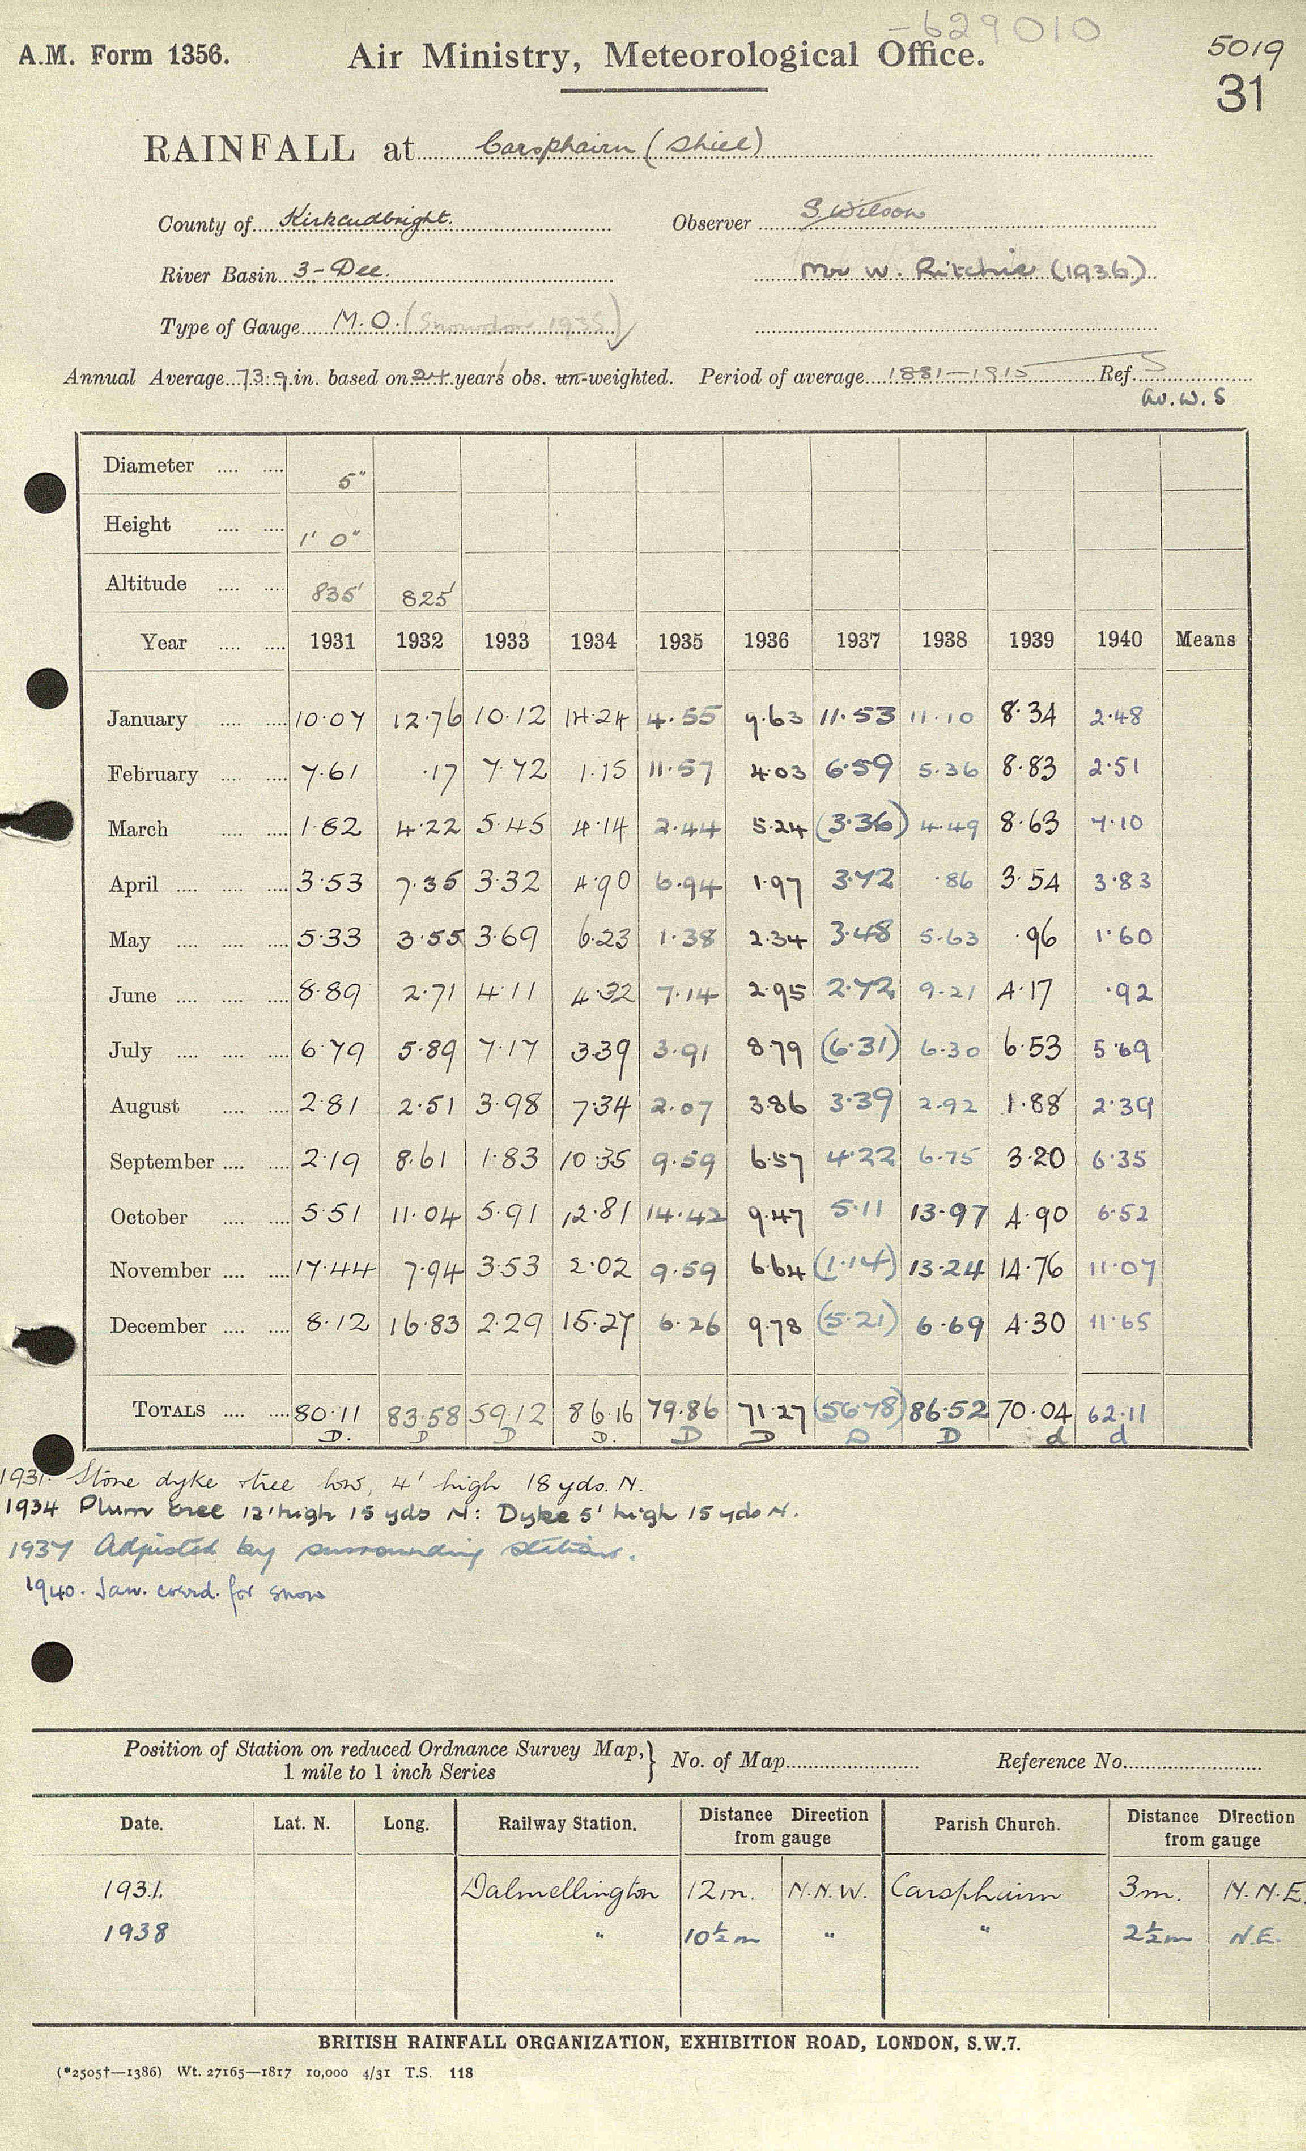 -629010
A.M. Form 1356. Air Ministry, Meteorological Office. 5019
31
RAINFALL at Carsphairn (Shiel)
County of Kirkcudbright. Observer S. Wilson
River Basin 3-Dee. Mr W. Ritchie (1936)
Type of Gauge M.O. (Snowdon 1935)
Annual Average 73.9 in. based on 24 years obs. un-weighted. Period of average 1881-1915 Ref. S
Av.W.S
Diameter 5"
Height 1' 0"
Altitude 835' 825'
Year 1931 1932 1933 1934 1935 1936 1937 1938 1939 1940 Means
January 10.07 12.76 10.12 14.24 4.55 9.63 11.53 11.10 8.34 2.48
February 7.61 .17 7.72 1.15 11.57 4.03 6.59 5.36 8.83 2.51
March 1.82 4.22 5.45 4.14 2.44 5.24 (3.36) 4.49 8.63 7.10
April 3.53 7.35 3.32 4.90 6.94 1.97 3.72 .86 3.54 3.83
May 5.33 3.55 3.69 6.23 1.38 2.34 3.48 5.63 .96 1.60
June 8.89 2.71 4.11 4.32 7.14 2.95 2.72 9.21 4.17 .92
July 6.79 5.89 7.17 3.39 3.91 8.79 (6.31) 6.30 6.53 5.69
August 2.81 2.51 3.98 7.34 2.07 3.86 3.39 2.92 1.88 2.39
September 2.19 8.61 1.83 10.35 9.59 6.57 4.22 6.75 3.20 6.35
October 5.51 11.04 5.91 12.81 14.42 9.47 5.11 13.97 4.90 6.52
November 17.44 7.94 3.53 2.02 9.59 6.64 (1.14) 13.24 14.76 11.07
December 8.12 16.83 2.29 15.27 6.26 9.78 (5.21) 6.69 4.30 11.65
TOTALS 80.11 83.58 59.12 86.16 79.86 71.27 (56.78) 86.52 70.04 62.11
D. D D D. D D D D d d
1931. Stone dyke tree low, 4' high 18 yds. N.
1934 Plum tree 12' high 15 yds N: Dyke 5' high 15 yds N.
1937 Adjusted by surrounding stations.
1940. Jan. corrd. for snow
Position of Station on reduced Ordnance Survey Map, 1 mile to 1 inch Series } No. of Map Reference No.
Date. Lat. N. Long. Railway Station. Distance Direction from gauge Parish Church. Distance Direction from gauge
1931. Dalmellington 12m. N.N.W. Carsphairn 3m. N.N.E.
1938 " 10½m " " 2½m N.E.
BRITISH RAINFALL ORGANIZATION, EXHIBITION ROAD, LONDON, S.W.7.
(*2505†—1386) Wt. 27165—1817 10,000 4/31 T.S. 118